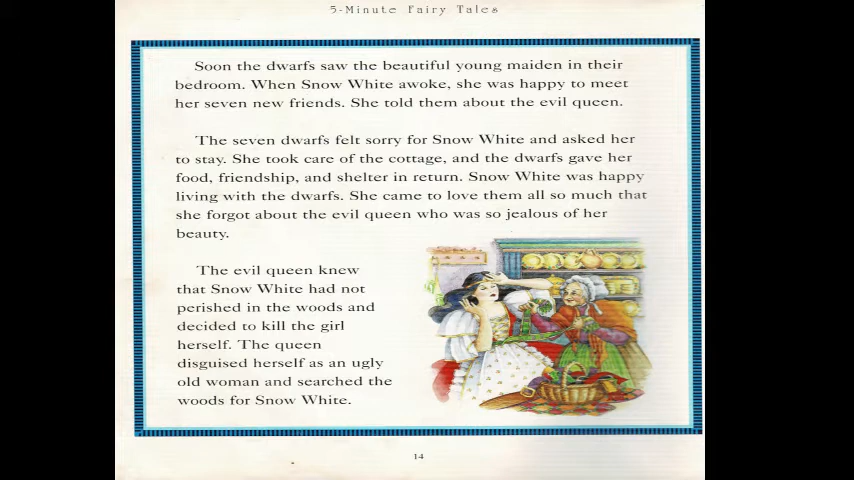 5-Minute Fairy Tales
Soon the dwarfs saw the beautiful young maiden in their
bedroom. When Snow White awoke, she was happy to meet
her seven new friends. She told them about the evil queen.
The seven dwarfs felt sorry for Snow White and asked her
to stay. She took care of the cottage, and the dwarfs gave her
food, friendship, and shelter in return. Snow White was happy
living with the dwarfs. She came to love them all so much that
she forgot about the evil queen who was so jealous of her
beauty.
The evil queen knew
that Snow White had not
perished in the woods and
decided to kill the girl
herself. The queen
disguised herself as an ugly
old woman and searched the
woods for Snow White.
14